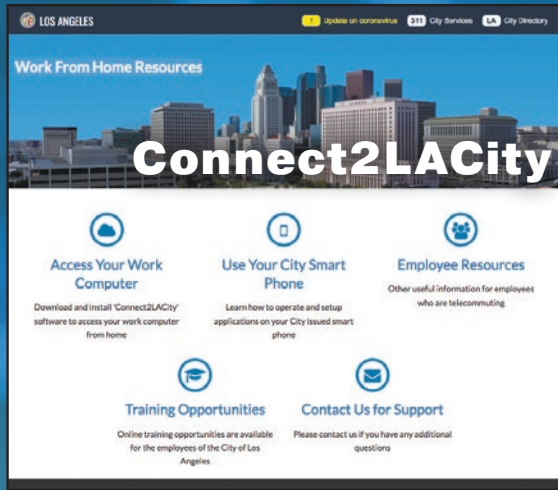 LOS ANGELES
! Update on coronavirus 311 City Services LA City Directory
Work From Home Resources
Connect2LACity
Access Your Work
Computer
Download and install 'Connect2LACity'
software to access your work computer
from home
Use Your City Smart
Phone
Learn how to operate and setup
applications on your City issued smart
phone
Employee Resources
Other useful information for employees
who are telecommuting
Training Opportunities
Online training opportunities are available
for the employees of the City of Los
Angeles
Contact Us for Support
Please contact us if you have any additional
questions